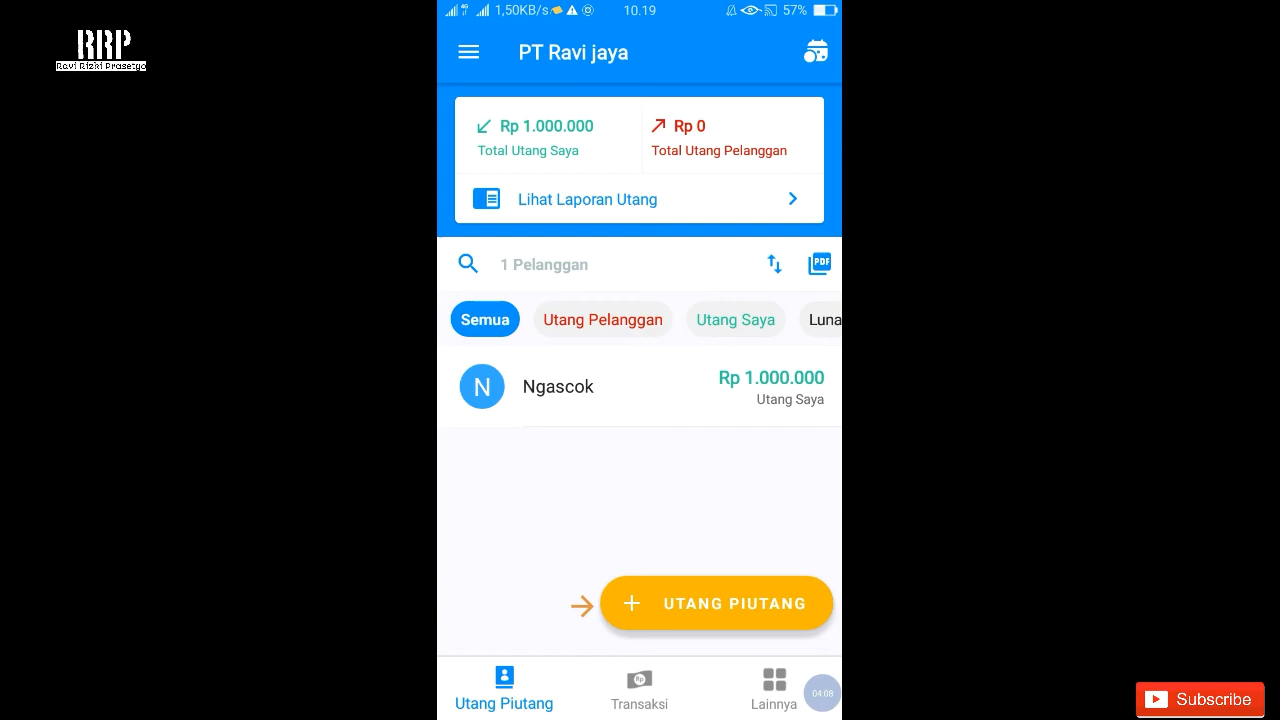 RRP
Ravi Rizki Prasetyo
4G 1,50KB/s 10.19 57%
PT Ravi jaya
Rp 1.000.000 Rp 0
Total Utang Saya Total Utang Pelanggan
Lihat Laporan Utang
1 Pelanggan PDF
Semua Utang Pelanggan Utang Saya Luna
N Ngascok Rp 1.000.000
Utang Saya
+ UTANG PIUTANG
Rp
Utang Piutang Transaksi Lainnya 04:08
Subscribe